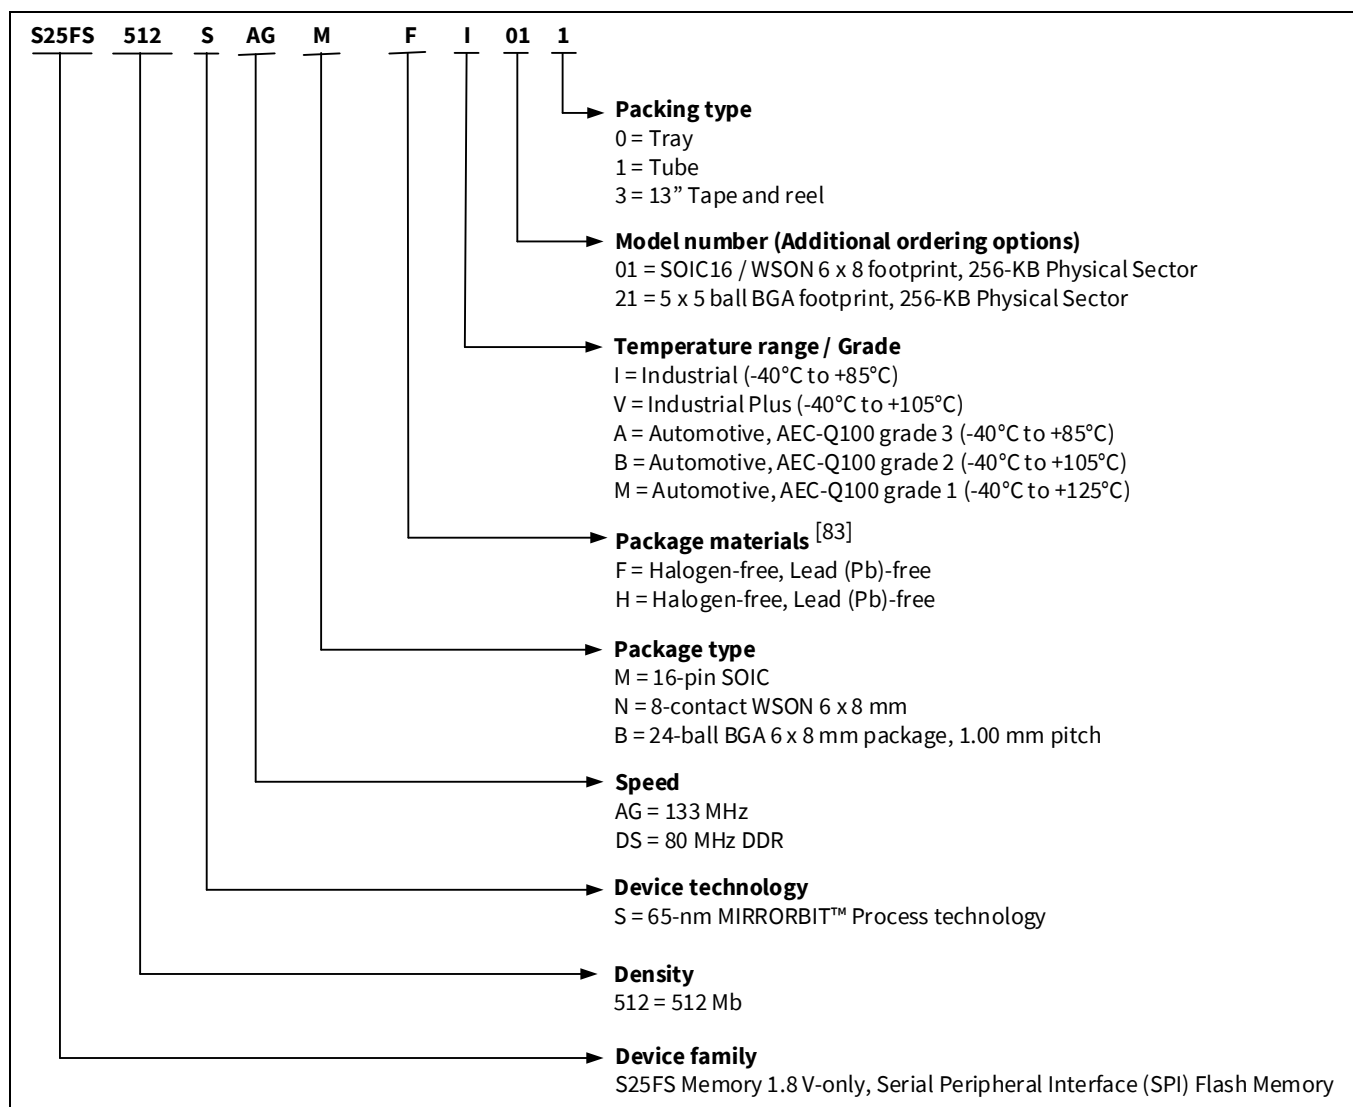 S25FS 512 S AG M F I 01 1
Packing type
0 = Tray
1 = Tube
3 = 13” Tape and reel
Model number (Additional ordering options)
01 = SOIC16 / WSON 6 x 8 footprint, 256-KB Physical Sector
21 = 5 x 5 ball BGA footprint, 256-KB Physical Sector
Temperature range / Grade
I = Industrial (-40°C to +85°C)
V = Industrial Plus (-40°C to +105°C)
A = Automotive, AEC-Q100 grade 3 (-40°C to +85°C)
B = Automotive, AEC-Q100 grade 2 (-40°C to +105°C)
M = Automotive, AEC-Q100 grade 1 (-40°C to +125°C)
Package materials [83]
F = Halogen-free, Lead (Pb)-free
H = Halogen-free, Lead (Pb)-free
Package type
M = 16-pin SOIC
N = 8-contact WSON 6 x 8 mm
B = 24-ball BGA 6 x 8 mm package, 1.00 mm pitch
Speed
AG = 133 MHz
DS = 80 MHz DDR
Device technology
S = 65-nm MIRRORBIT™ Process technology
Density
512 = 512 Mb
Device family
S25FS Memory 1.8 V-only, Serial Peripheral Interface (SPI) Flash Memory